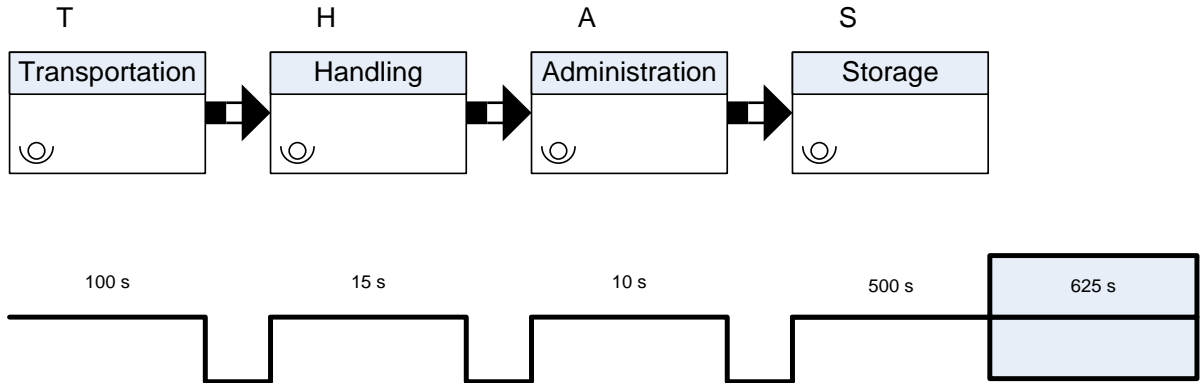 T H A S
Transportation Handling Administration Storage
100 s 15 s 10 s 500 s 625 s